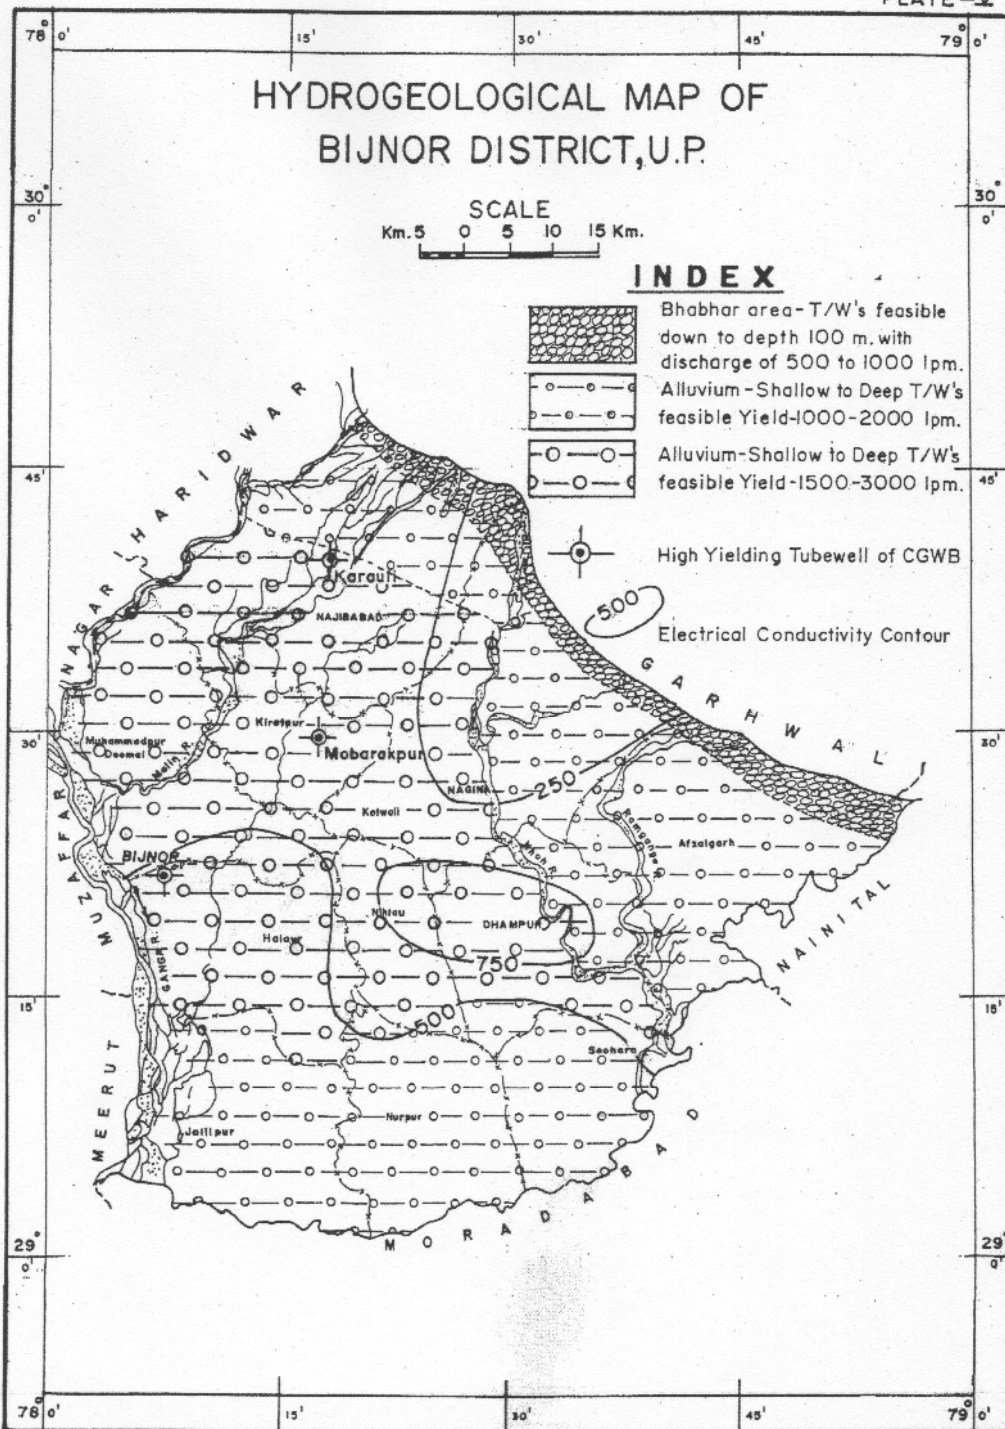 PLATE-
78° 0'
15'
30'
45'
79° 0'
HYDROGEOLOGICAL MAP OF
BIJNOR DISTRICT,U.P.
30° 0'
30° 0'
SCALE
Km. 5 0 5 10 15 Km.
INDEX
Bhabhar area-T/W's feasible
down to depth 100 m. with
discharge of 500 to 1000 lpm.
Alluvium-Shallow to Deep T/W's
feasible Yield-1000-2000 lpm.
Alluvium-Shallow to Deep T/W's
feasible Yield-1500-3000 lpm.
High Yielding Tubewell of CGWB
500
Electrical Conductivity Contour
45'
45'
HARIDWAR
MUZAFFAR NAGAR
GARHWAL
NAINITAL
MORADABAD
MEERUT
NAJIBABAD
Kiratpur
Mobarakpur
30'
30'
Muhammadpur
Deomal
Malin R.
NAGINA
250
Kotwali
Ramganga R.
Afzalgarh
BIJNOR
Khoh R.
DHAMPUR
Haldaur
GANGA R.
750
500
15'
15'
Seohara
Nurpur
Jalilpur
29° 0'
29° 0'
78° 0'
15'
30'
45'
79° 0'